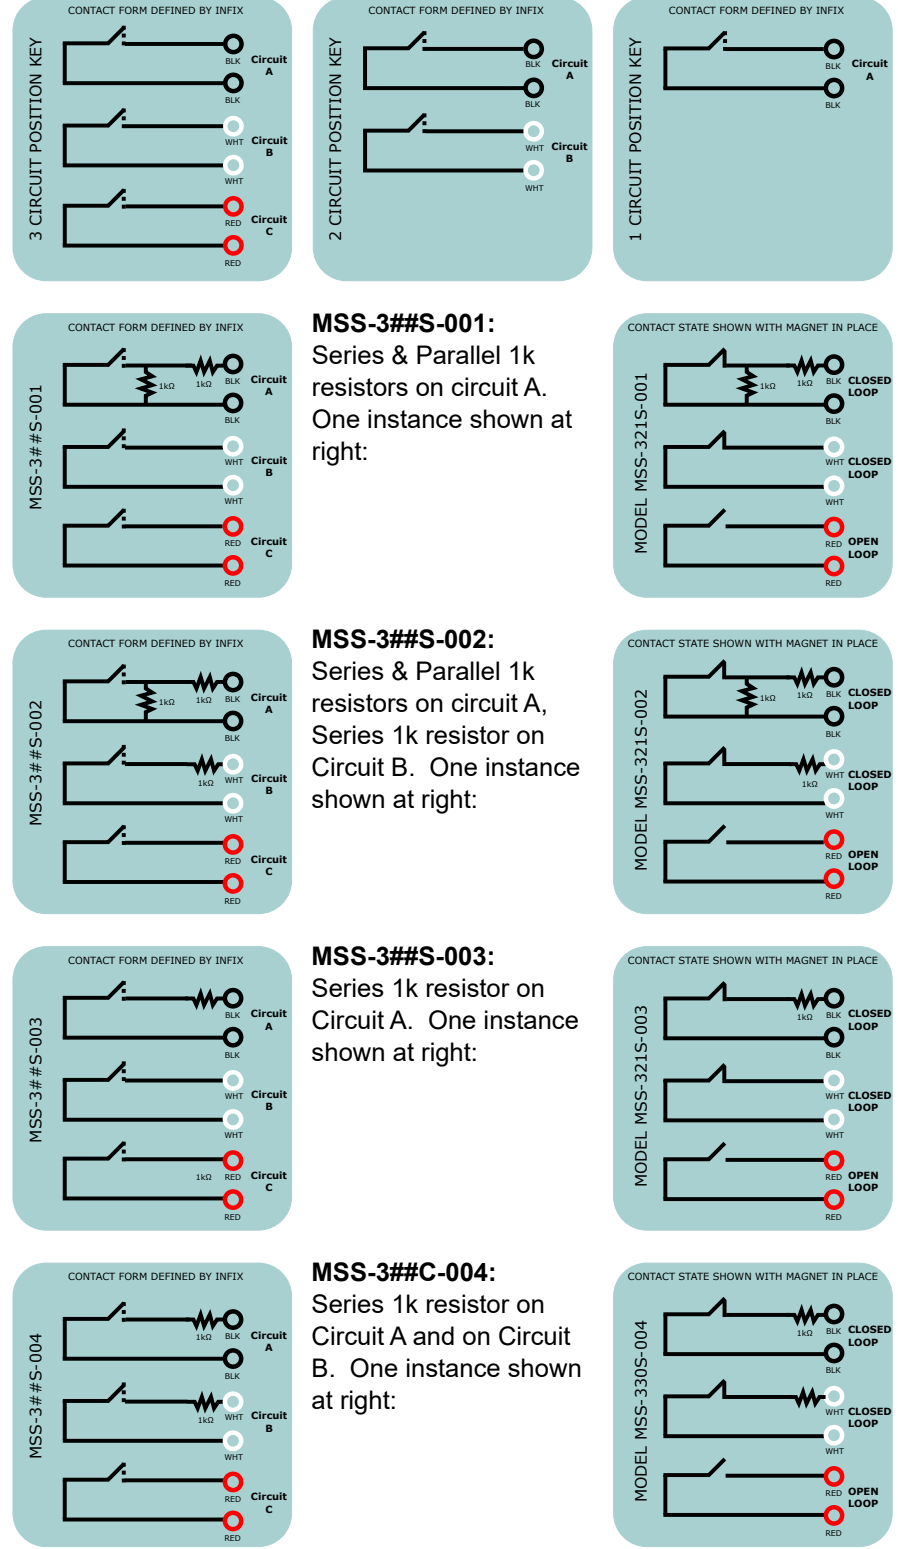 CONTACT FORM DEFINED BY INFIX
3 CIRCUIT POSITION KEY
BLK
Circuit
A
BLK
WHT
Circuit
B
WHT
RED
Circuit
C
RED
CONTACT FORM DEFINED BY INFIX
2 CIRCUIT POSITION KEY
BLK
Circuit
A
BLK
WHT
Circuit
B
WHT
CONTACT FORM DEFINED BY INFIX
1 CIRCUIT POSITION KEY
BLK
Circuit
A
BLK
CONTACT FORM DEFINED BY INFIX
MSS-3##S-001
1kΩ
1kΩ
BLK
Circuit
A
BLK
WHT
Circuit
B
WHT
RED
Circuit
C
RED
MSS-3##S-001:
Series & Parallel 1k
resistors on circuit A.
One instance shown at
right:
CONTACT STATE SHOWN WITH MAGNET IN PLACE
MODEL MSS-321S-001
1kΩ
1kΩ
BLK
CLOSED
LOOP
BLK
WHT
CLOSED
LOOP
WHT
RED
OPEN
LOOP
RED
CONTACT FORM DEFINED BY INFIX
MSS-3##S-002
1kΩ
1kΩ
BLK
Circuit
A
BLK
1kΩ
WHT
Circuit
B
WHT
RED
Circuit
C
RED
MSS-3##S-002:
Series & Parallel 1k
resistors on circuit A,
Series 1k resistor on
Circuit B.  One instance
shown at right:
CONTACT STATE SHOWN WITH MAGNET IN PLACE
MODEL MSS-321S-002
1kΩ
1kΩ
BLK
CLOSED
LOOP
BLK
1kΩ
WHT
CLOSED
LOOP
WHT
RED
OPEN
LOOP
RED
CONTACT FORM DEFINED BY INFIX
MSS-3##S-003
BLK
Circuit
A
BLK
WHT
Circuit
B
WHT
1kΩ
RED
Circuit
C
RED
MSS-3##S-003:
Series 1k resistor on
Circuit A.  One instance
shown at right:
CONTACT STATE SHOWN WITH MAGNET IN PLACE
MODEL MSS-321S-003
1kΩ
BLK
CLOSED
LOOP
BLK
WHT
CLOSED
LOOP
WHT
RED
OPEN
LOOP
RED
CONTACT FORM DEFINED BY INFIX
MSS-3##S-004
1kΩ
BLK
Circuit
A
BLK
1kΩ
WHT
Circuit
B
WHT
RED
Circuit
C
RED
MSS-3##C-004:
Series 1k resistor on
Circuit A and on Circuit
B.  One instance shown
at right:
CONTACT STATE SHOWN WITH MAGNET IN PLACE
MODEL MSS-330S-004
1kΩ
BLK
CLOSED
LOOP
BLK
WHT
CLOSED
LOOP
WHT
RED
OPEN
LOOP
RED